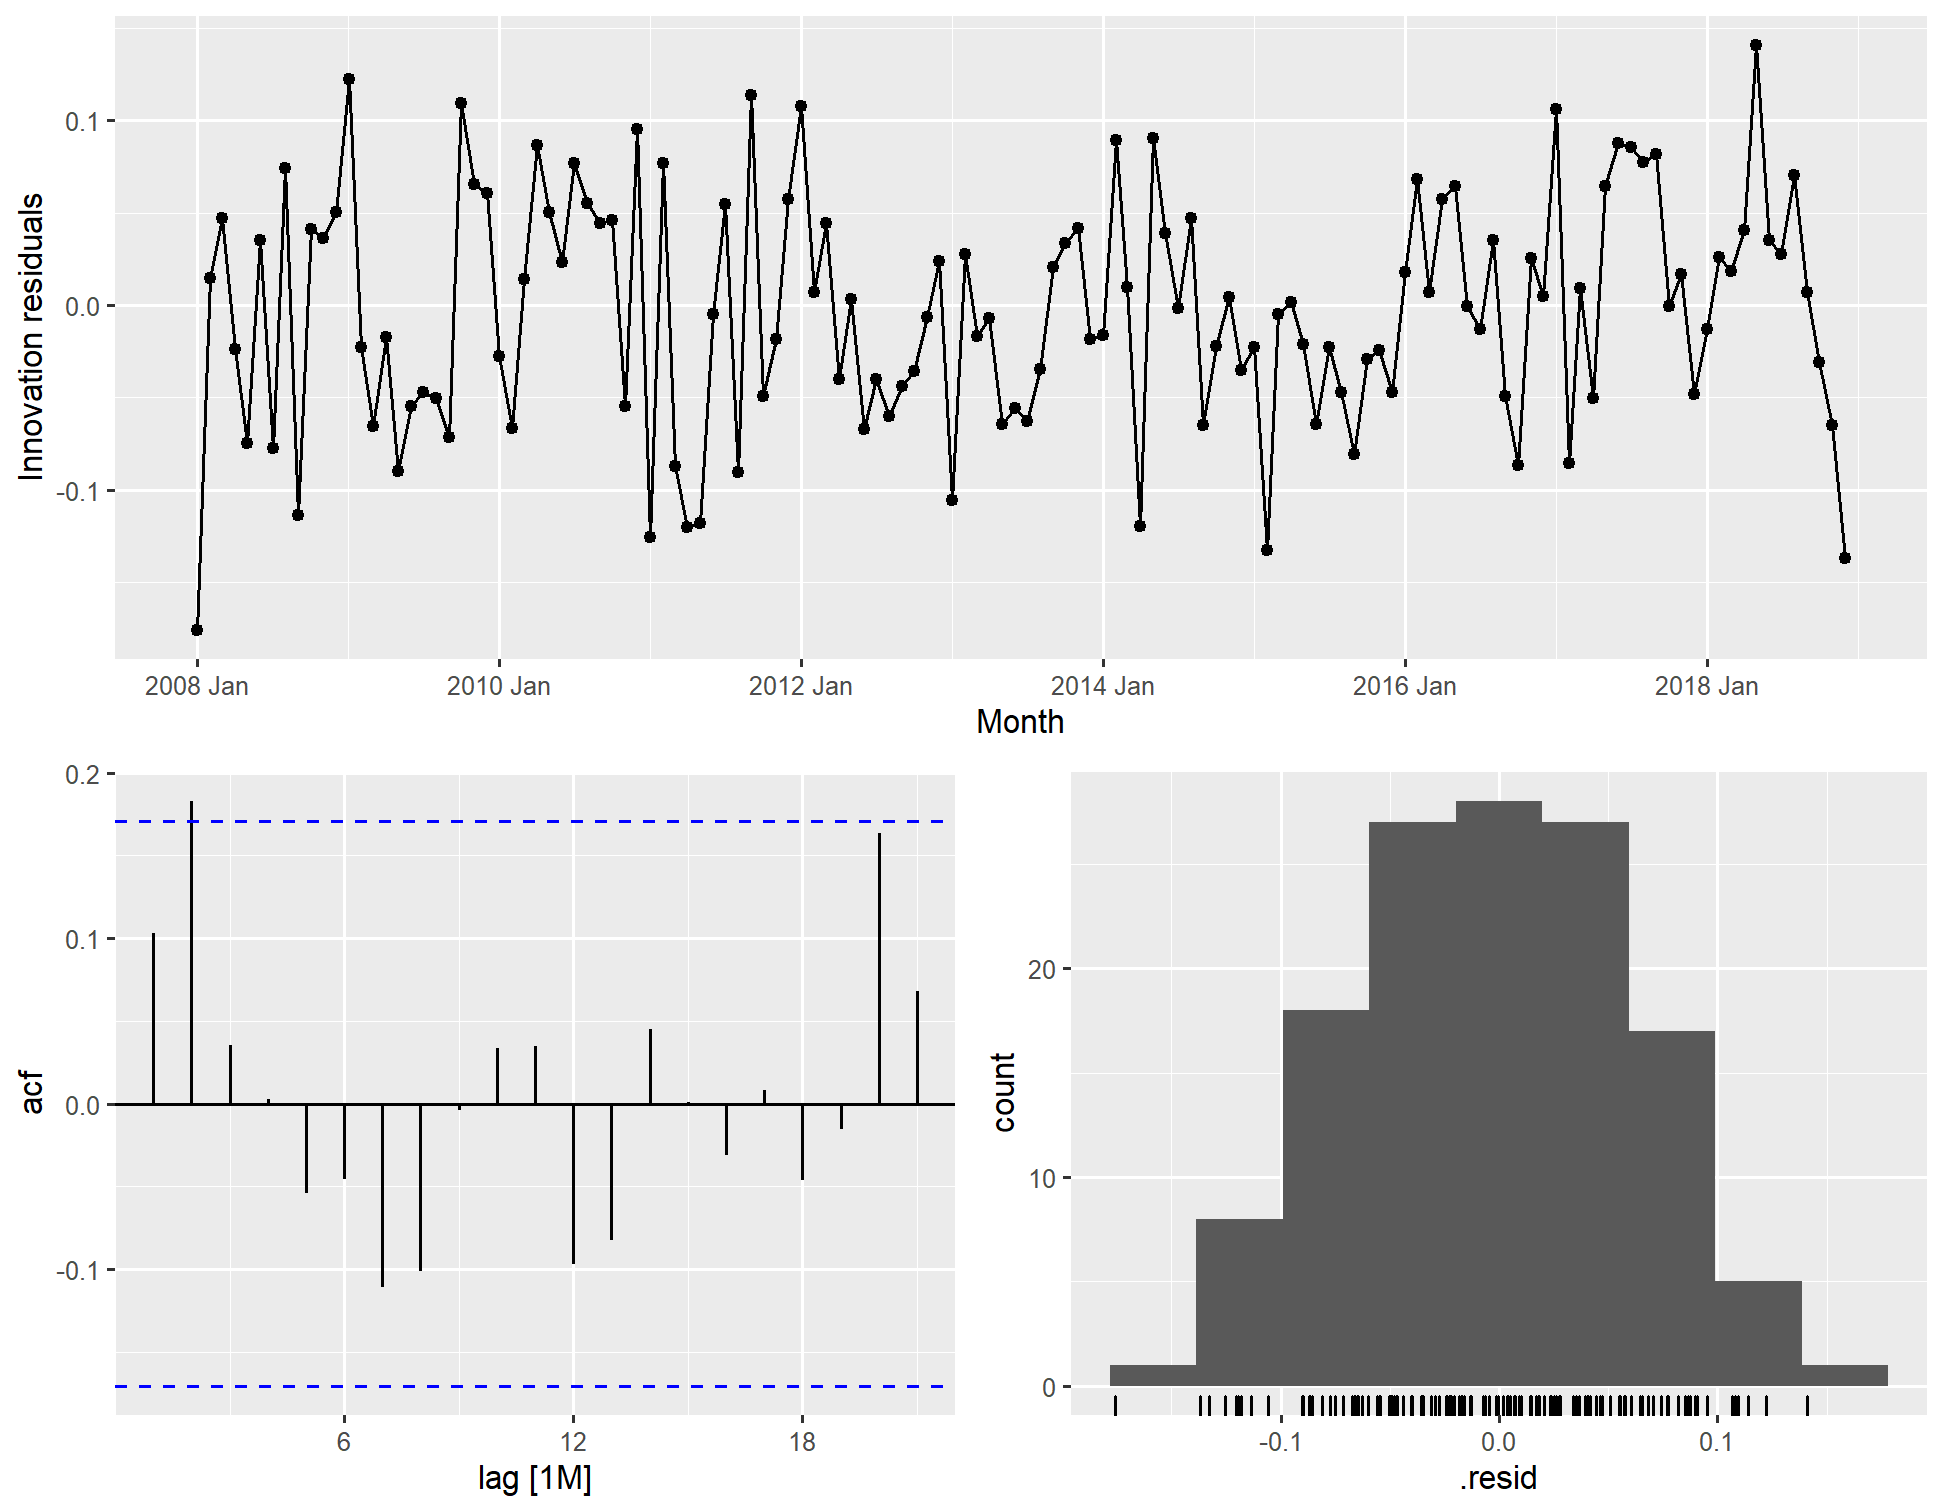 Innovation residuals
0.1
0.0
-0.1
2008 Jan 2010 Jan 2012 Jan 2014 Jan 2016 Jan 2018 Jan
Month
acf
0.2
0.1
0.0
-0.1
6 12 18
lag [1M]
count
20
10
0
-0.1 0.0 0.1
.resid